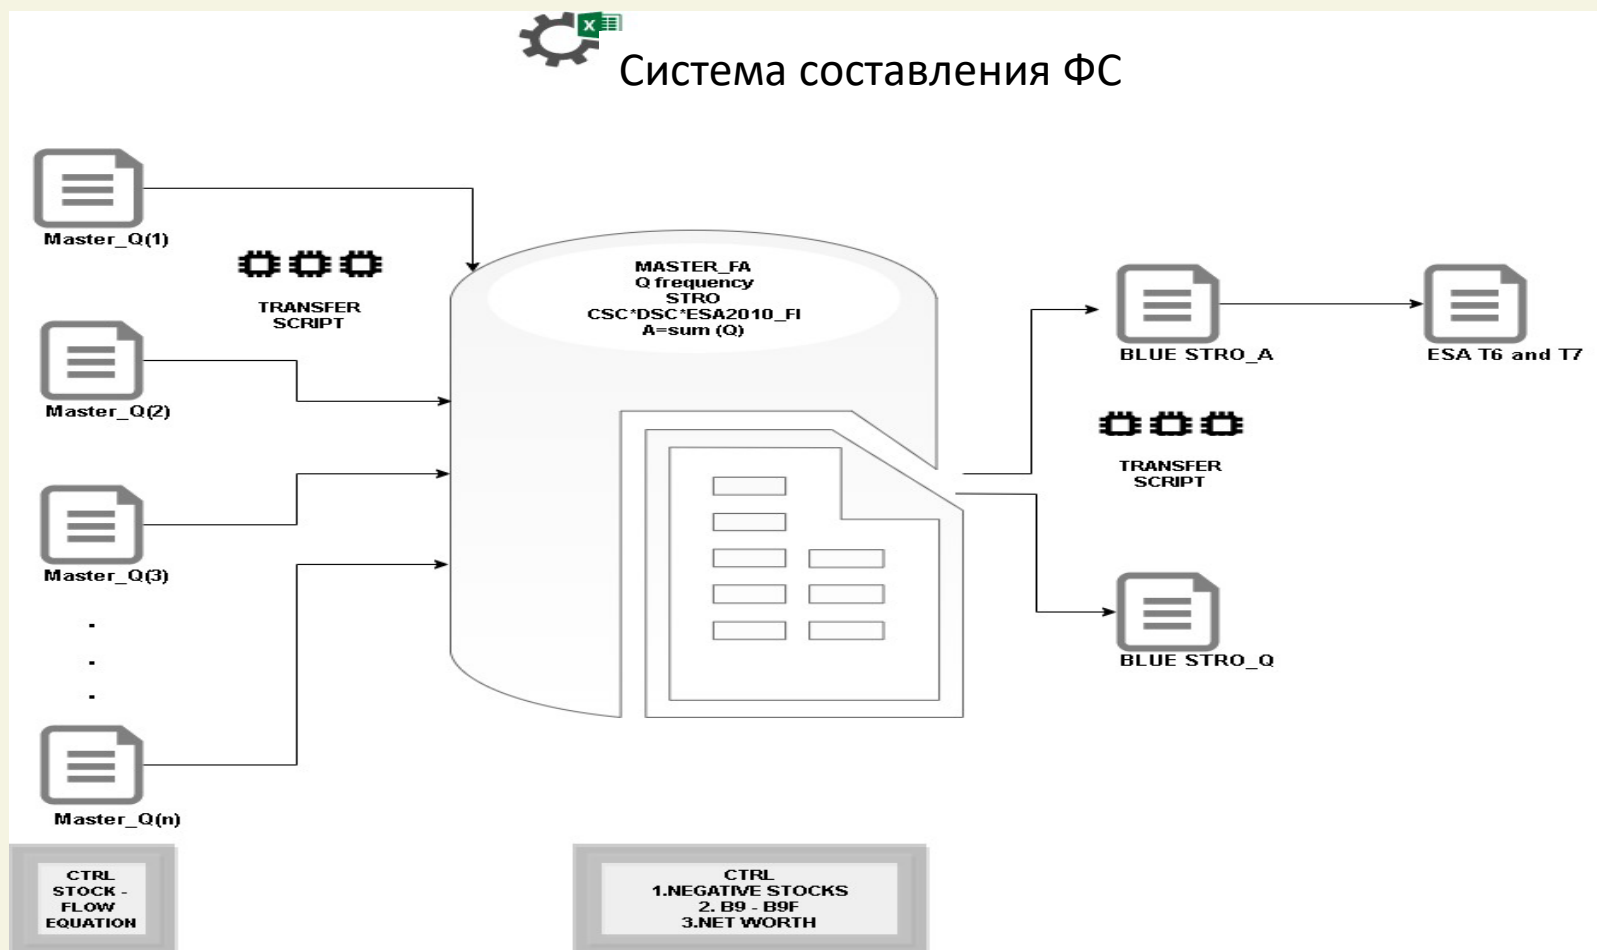 Система составления ФС
Master_Q(1)
TRANSFER
SCRIPT
Master_Q(2)
Master_Q(3)
.
.
.
Master_Q(n)
MASTER_FA
Q frequency
STRO
CSC*DSC*ESA2010_FI
A=sum (Q)
BLUE STRO_A
ESA T6 and T7
TRANSFER
SCRIPT
BLUE STRO_Q
CTRL
STOCK -
FLOW
EQUATION
CTRL
1.NEGATIVE STOCKS
2. B9 - B9F
3.NET WORTH